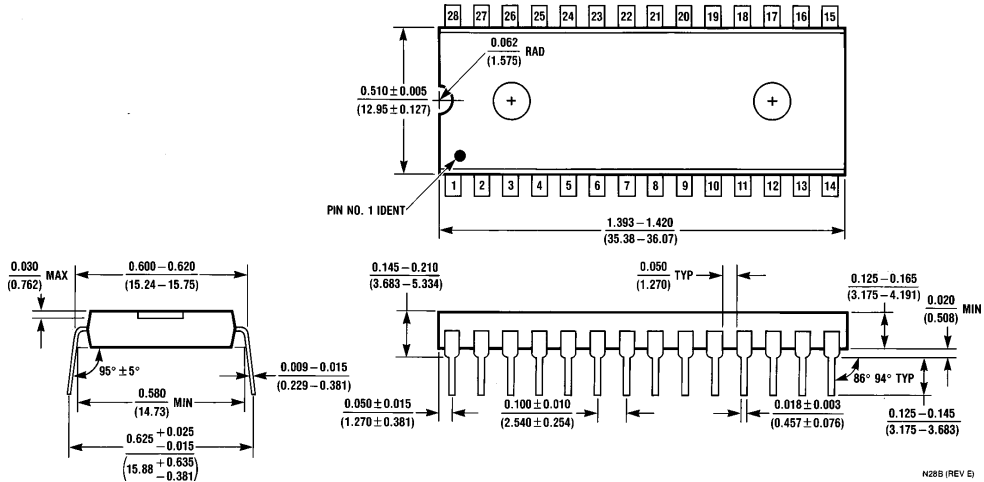 28 27 26 25 24 23 22 21 20 19 18 17 16 15
0.062
(1.575) RAD
0.510 ± 0.005
(12.95 ± 0.127)
PIN NO. 1 IDENT
1 2 3 4 5 6 7 8 9 10 11 12 13 14
1.393 – 1.420
(35.38 – 36.07)
0.030
(0.762) MAX
0.600 – 0.620
(15.24 – 15.75)
95° ± 5°
0.580
(14.73) MIN
0.625 + 0.025
– 0.015
(15.88 + 0.635)
– 0.381
0.009 – 0.015
(0.229 – 0.381)
0.145 – 0.210
(3.683 – 5.334)
0.050
(1.270) TYP
0.125 – 0.165
(3.175 – 4.191)
0.020
(0.508) MIN
86° 94° TYP
0.050 ± 0.015
(1.270 ± 0.381)
0.100 ± 0.010
(2.540 ± 0.254)
0.018 ± 0.003
(0.457 ± 0.076)
0.125 – 0.145
(3.175 – 3.683)
N28B (REV E)